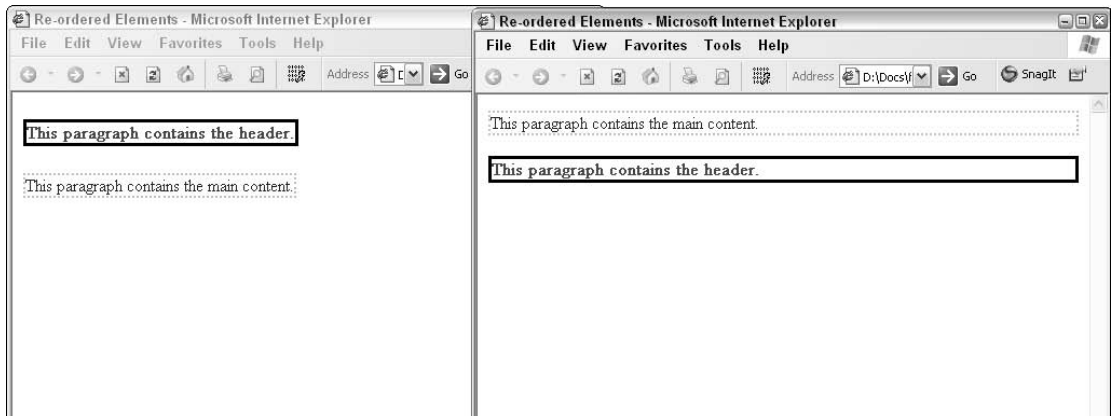 Re-ordered Elements - Microsoft Internet Explorer
File Edit View Favorites Tools Help
Address D Go
This paragraph contains the header.
This paragraph contains the main content.
Re-ordered Elements - Microsoft Internet Explorer
File Edit View Favorites Tools Help
Address D:\Docs\f Go SnagIt
This paragraph contains the main content.
This paragraph contains the header.